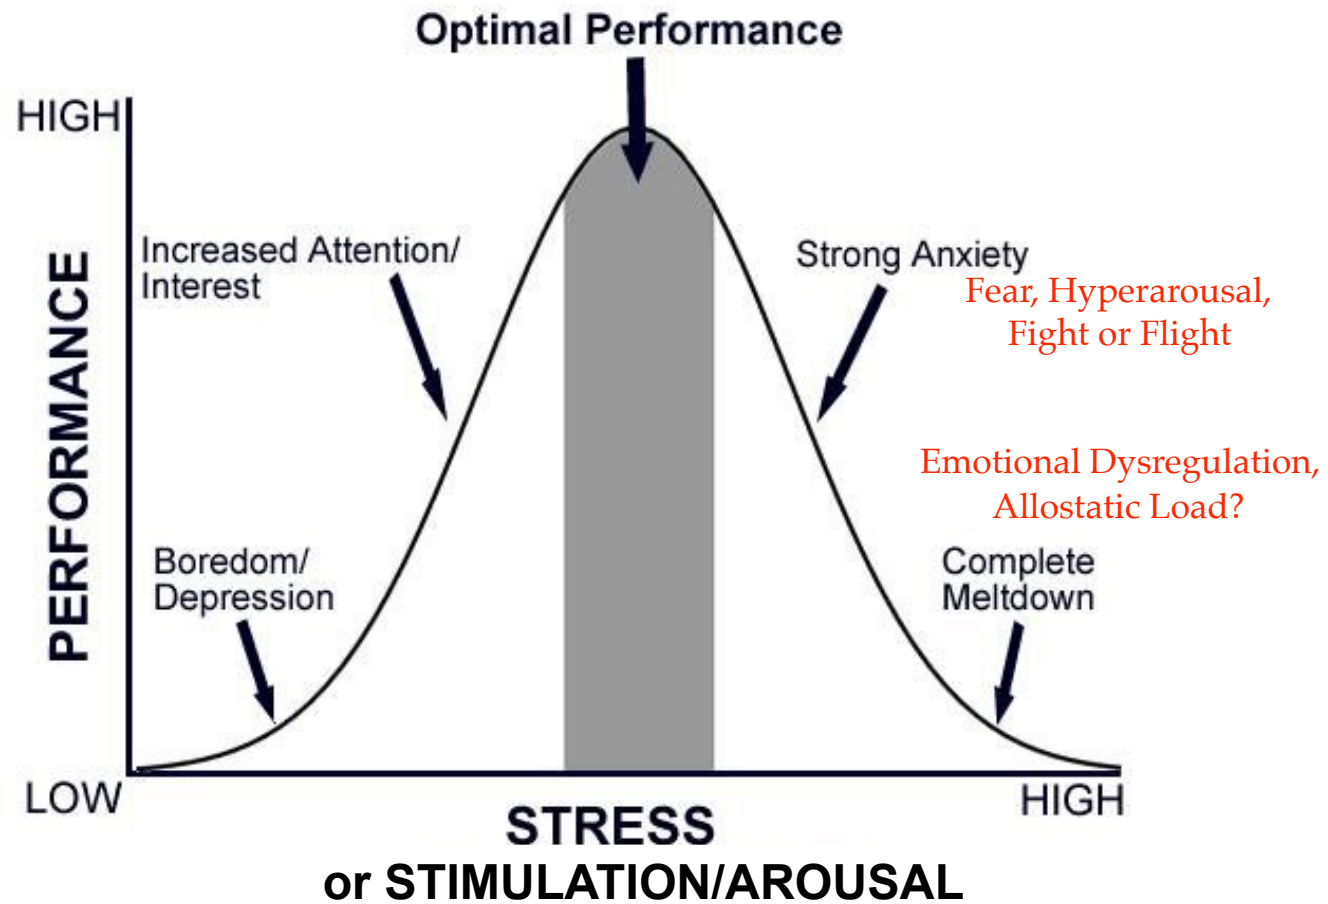 Optimal Performance
HIGH
Increased Attention/
Interest
Strong Anxiety
Fear, Hyperarousal,
Fight or Flight
PERFORMANCE
Emotional Dysregulation,
Allostatic Load?
Boredom/
Depression
Complete
Meltdown
LOW
HIGH
STRESS
or STIMULATION/AROUSAL